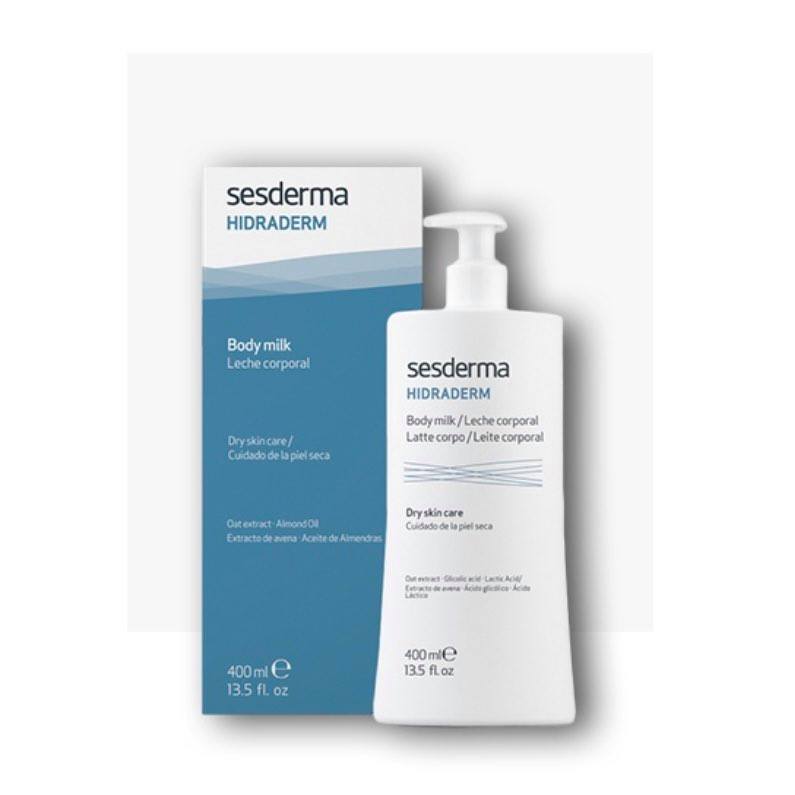 sesderma
HIDRADERM
Body milk
Leche corporal
Dry skin care /
Cuidado de la piel seca
Oat extract · Almond Oil
Extracto de avena · Aceite de Almendras
400 ml e
13.5 fl. oz
sesderma
HIDRADERM
Body milk / Leche corporal
Latte corpo / Leite corporal
Dry skin care
Cuidado de la piel seca
Oat extract · Glicolic acid · Lactic Acid/
Extracto de avena · Ácido glicólico · Ácido
Láctico
400 ml e
13.5 fl. oz